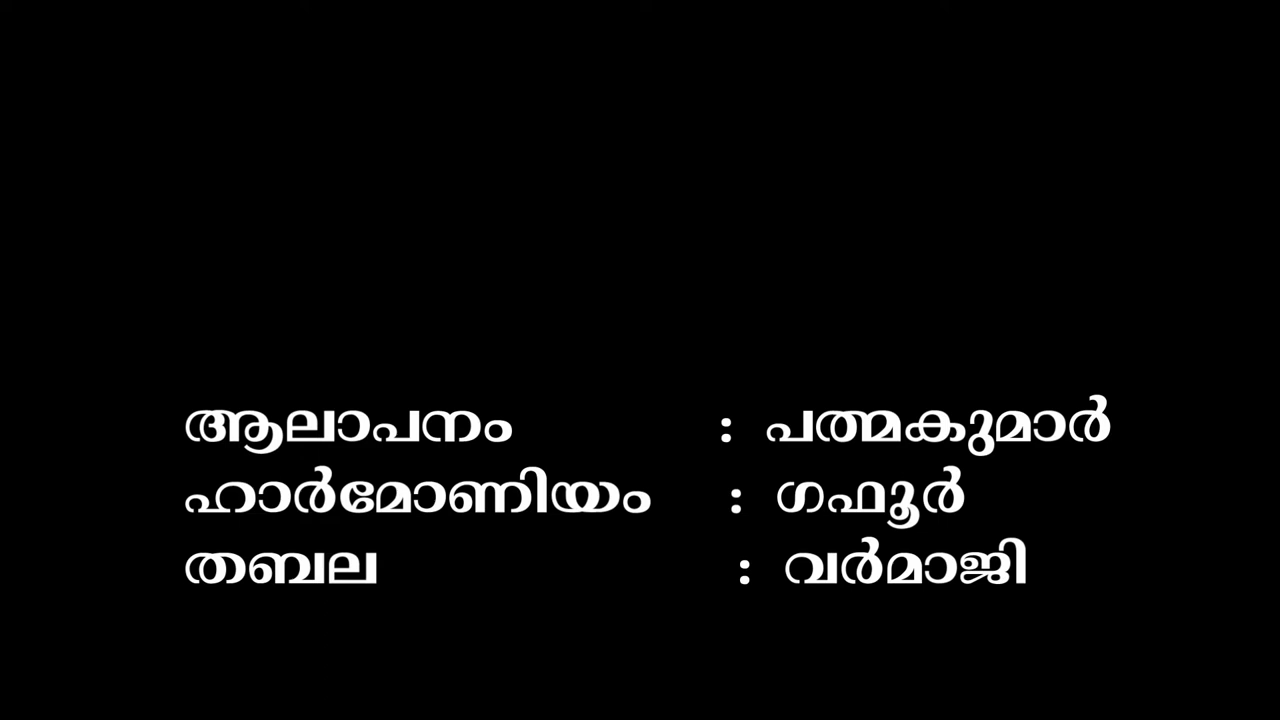 ആലാപനം : പത്മകുമാർ
ഹാർമോണിയം : ഗഫൂർ
തബല : വർമാജി